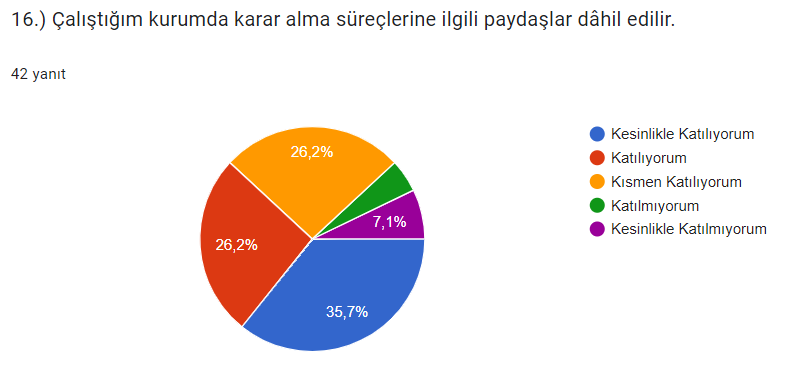 16.) Çalıştığım kurumda karar alma süreçlerine ilgili paydaşlar dâhil edilir.
42 yanıt
Kesinlikle Katılıyorum
Katılıyorum
Kısmen Katılıyorum
Katılmıyorum
Kesinlikle Katılmıyorum
26,2%
7,1%
26,2%
35,7%